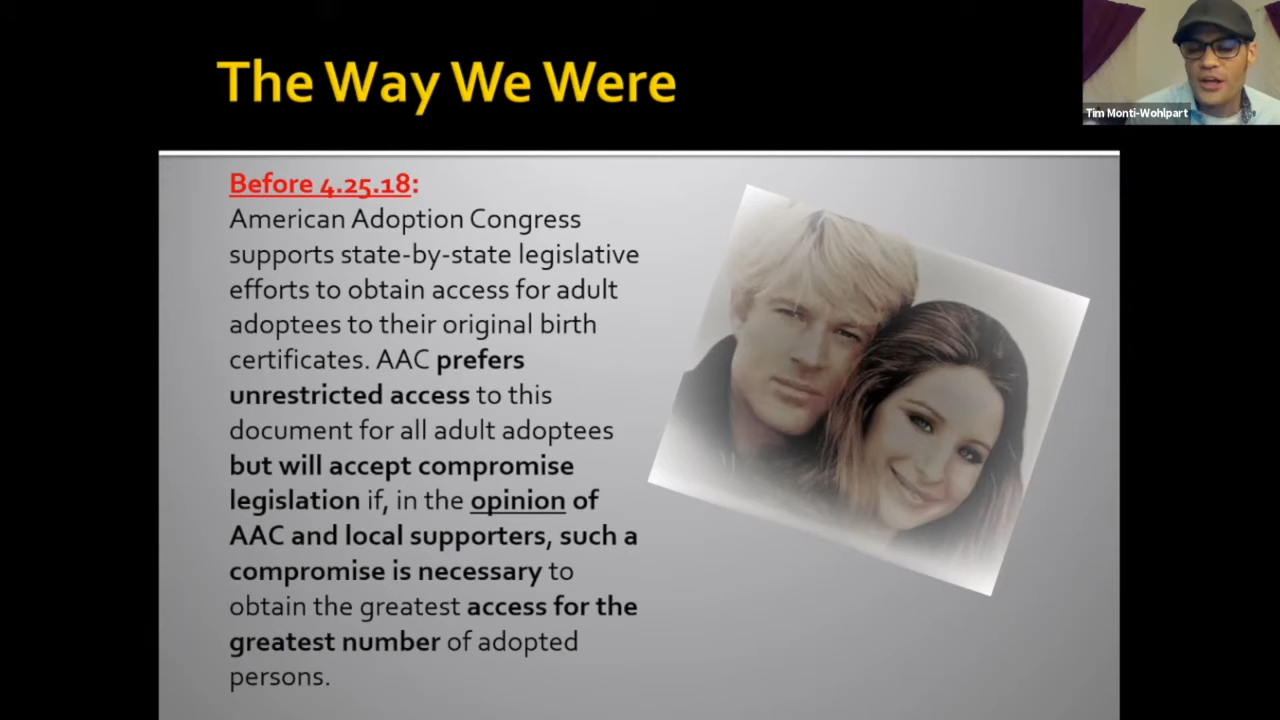 The Way We Were
Tim Monti-Wohlpart
Before 4.25.18:
American Adoption Congress
supports state-by-state legislative
efforts to obtain access for adult
adoptees to their original birth
certificates. AAC prefers
unrestricted access to this
document for all adult adoptees
but will accept compromise
legislation if, in the opinion of
AAC and local supporters, such a
compromise is necessary to
obtain the greatest access for the
greatest number of adopted
persons.